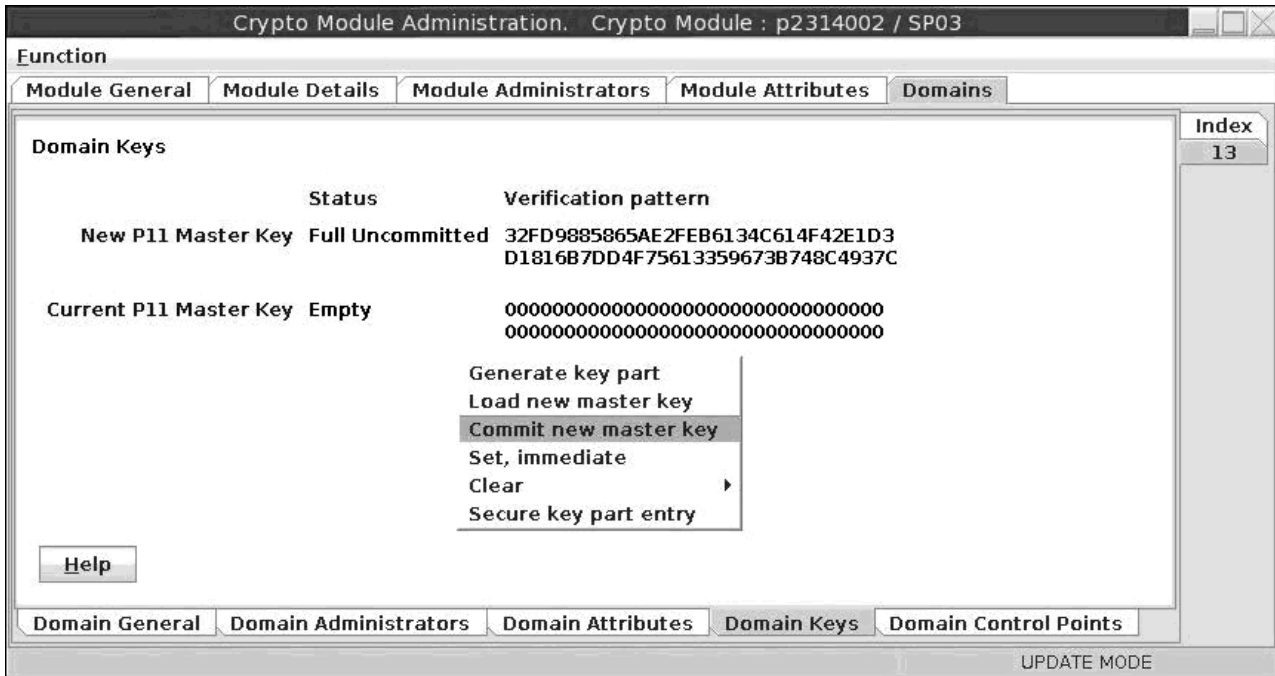 Crypto Module Administration. Crypto Module : p2314002 / SP03
Function
Module General Module Details Module Administrators Module Attributes Domains
Index
13
Domain Keys
Status Verification pattern
New P11 Master Key Full Uncommitted 32FD9885865AE2FEB6134C614F42E1D3
D1816B7DD4F75613359673B748C4937C
Current P11 Master Key Empty 00000000000000000000000000000000
00000000000000000000000000000000
Generate key part
Load new master key
Commit new master key
Set, immediate
Clear
Secure key part entry
Help
Domain General Domain Administrators Domain Attributes Domain Keys Domain Control Points
UPDATE MODE